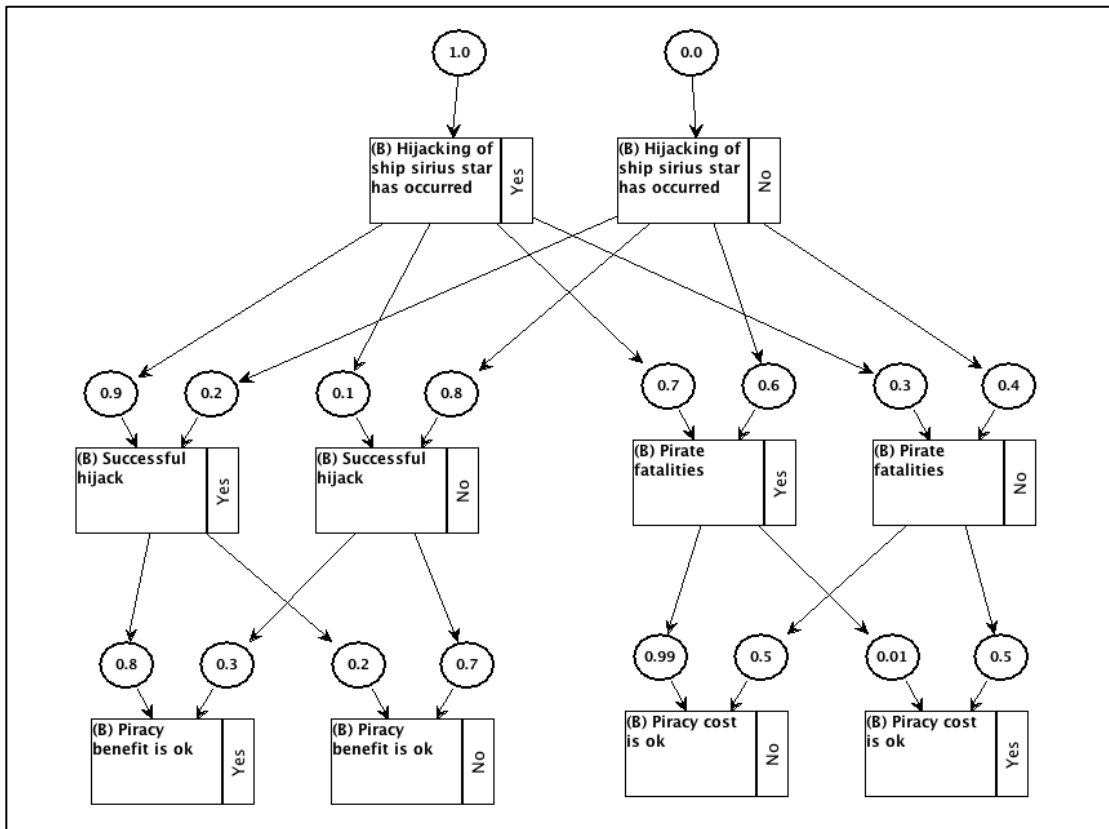 1.0
0.0
(B) Hijacking of
ship sirius star
has occurred
Yes
(B) Hijacking of
ship sirius star
has occurred
No
0.9
0.2
0.1
0.8
0.7
0.6
0.3
0.4
(B) Successful
hijack
Yes
(B) Successful
hijack
No
(B) Pirate
fatalities
Yes
(B) Pirate
fatalities
No
0.8
0.3
0.2
0.7
0.99
0.5
0.01
0.5
(B) Piracy
benefit is ok
Yes
(B) Piracy
benefit is ok
No
(B) Piracy cost
is ok
No
(B) Piracy cost
is ok
Yes